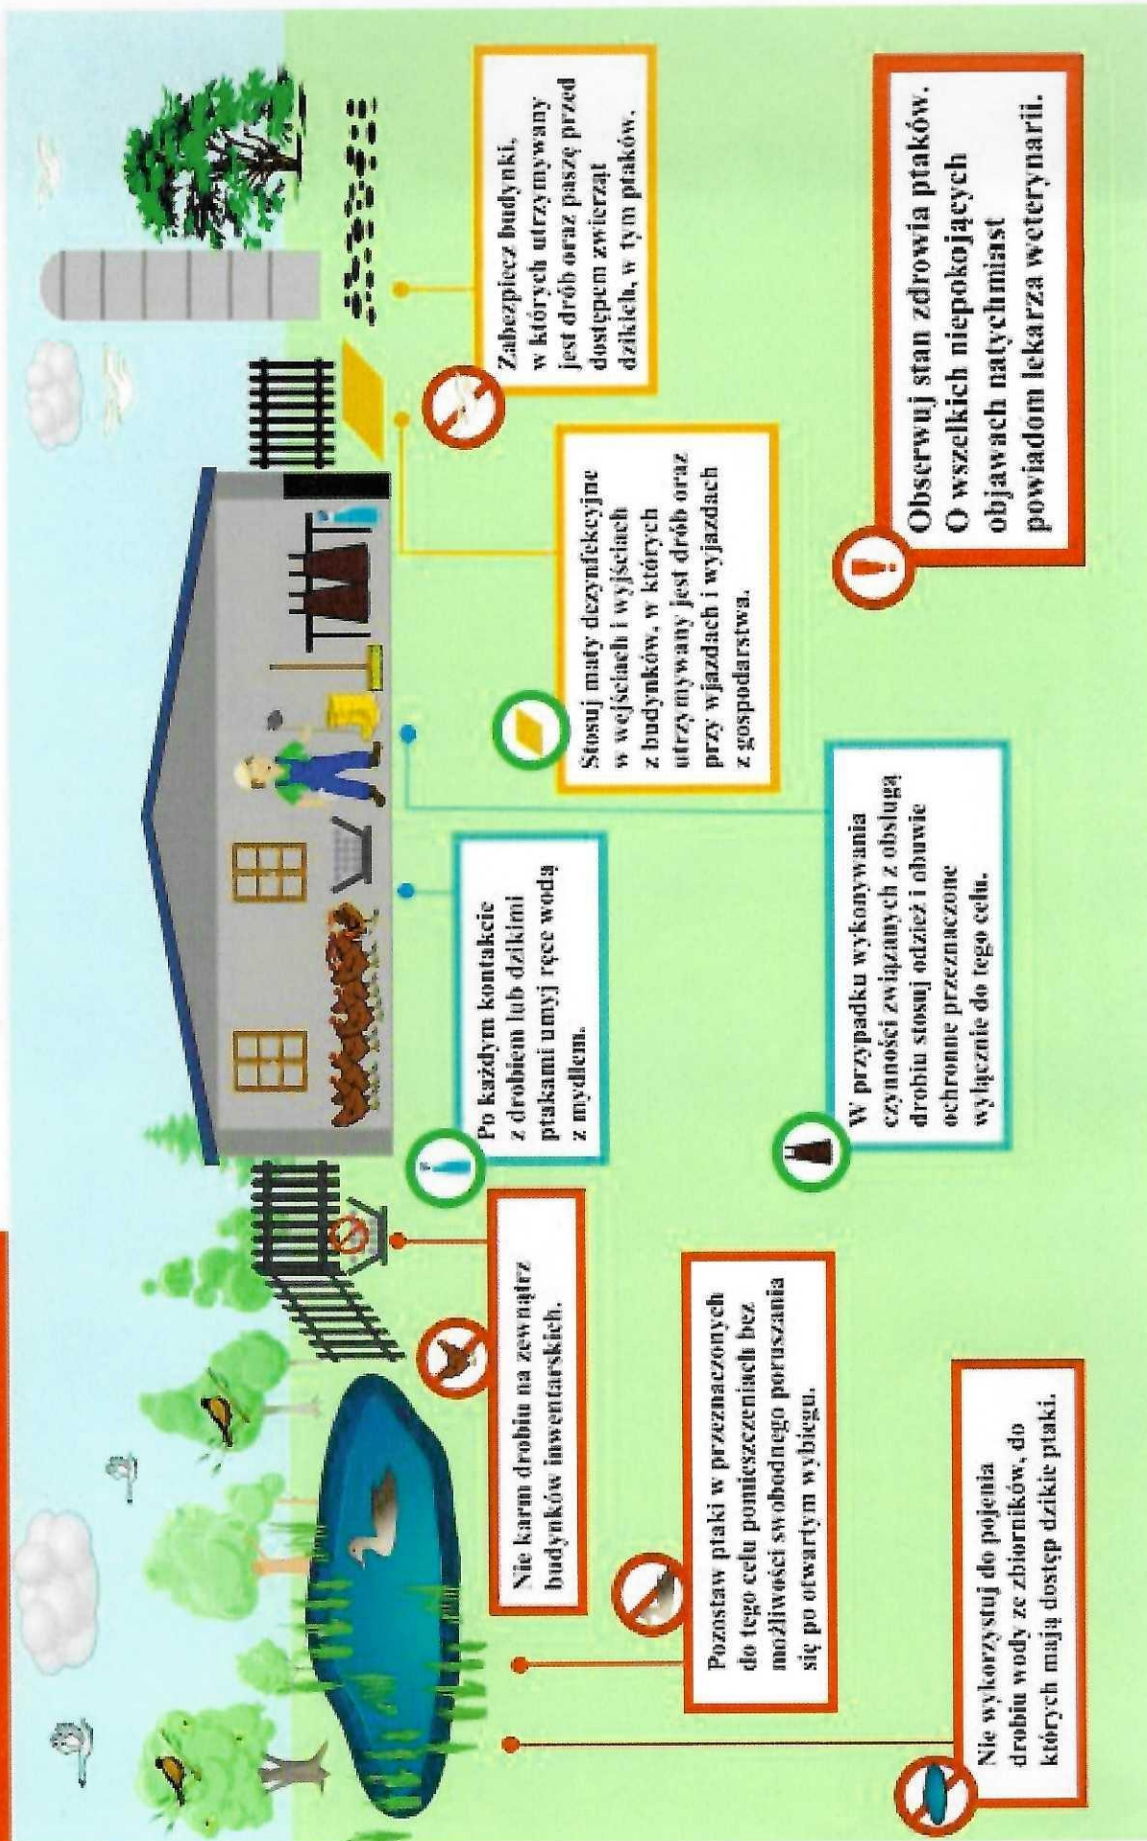 Nie karm drobiu na zewnątrz
budynków inwentarskich.
Pozostaw ptaki w przeznaczonych
do tego celu pomieszczeniach bez
możliwości swobodnego poruszania
się po otwartym wybiegu.
Nie wykorzystuj do pojenia
drobiu wody ze zbiorników, do
których mają dostęp dzikie ptaki.
Po każdym kontakcie
z drobiem lub dzikimi
ptakami umyj ręce wodą
z mydłem.
W przypadku wykonywania
czynności związanych z obsługą
drobiu stosuj odzież i obuwie
ochronne przeznaczone
wyłącznie do tego celu.
Stosuj maty dezynfekcyjne
w wejściach i wyjściach
z budynków, w których
utrzymywany jest drób oraz
przy wjazdach i wyjazdach
z gospodarstwa.
Zabezpiecz budynki,
w których utrzymywany
jest drób oraz paszę przed
dostępem zwierząt
dzikich, w tym ptaków.
Obserwuj stan zdrowia ptaków.
O wszelkich niepokojących
objawach natychmiast
powiadom lekarza weterynarii.